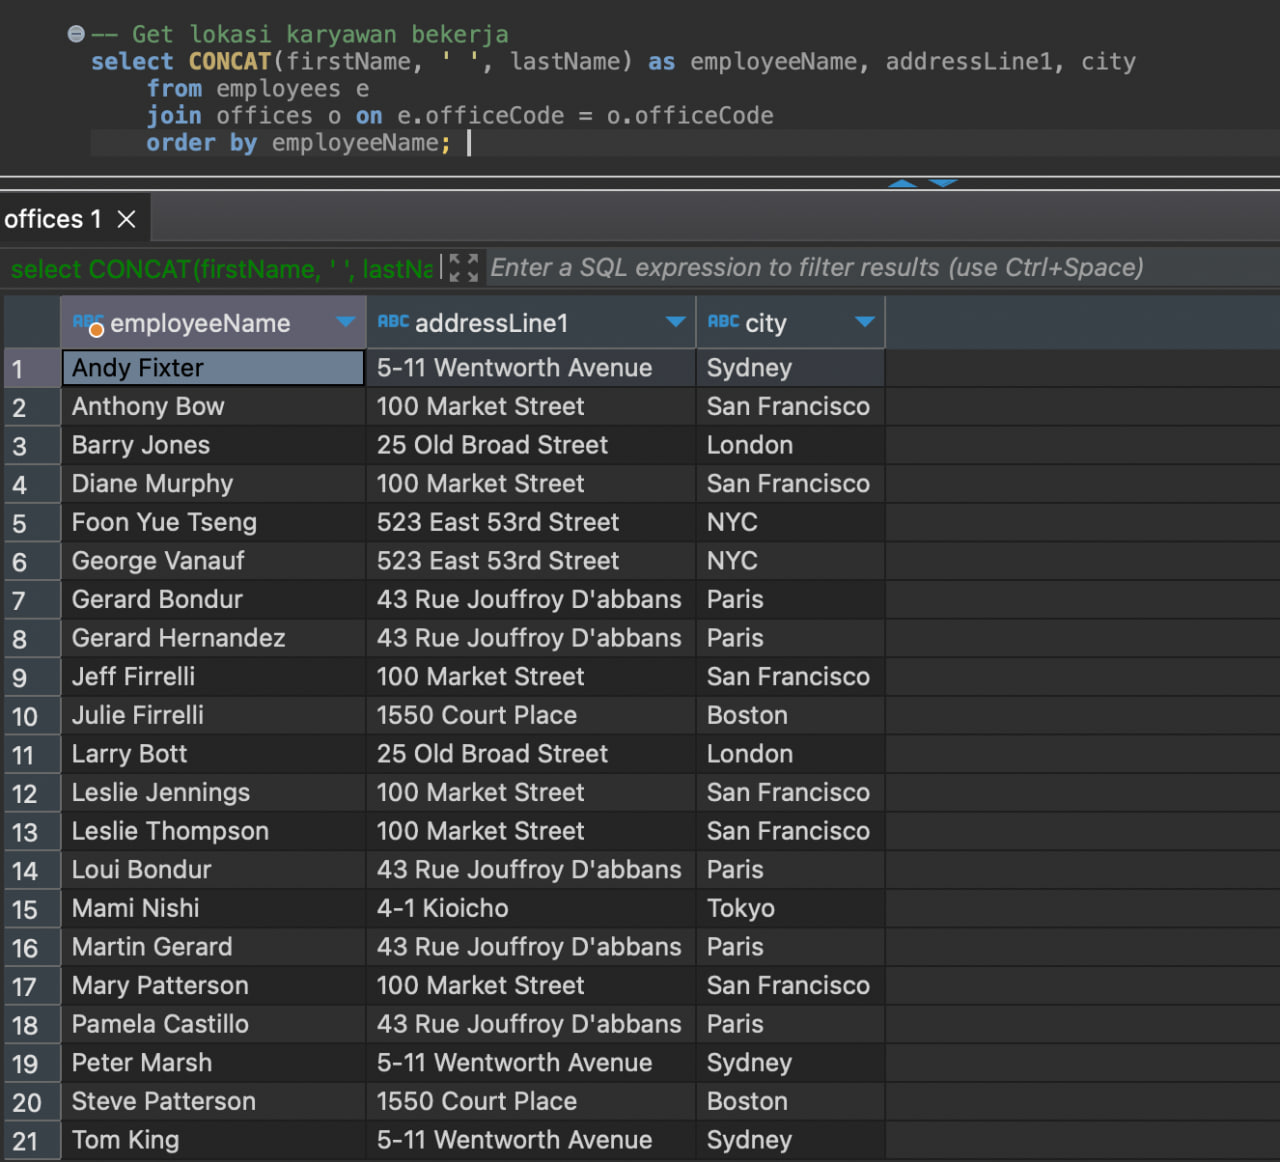 -- Get lokasi karyawan bekerja
select CONCAT(firstName, ' ', lastName) as employeeName, addressLine1, city
from employees e
join offices o on e.officeCode = o.officeCode
order by employeeName;
offices 1
select CONCAT(firstName, ' ', lastNa Enter a SQL expression to filter results (use Ctrl+Space)
ABC employeeName ABC addressLine1 ABC city
1 Andy Fixter 5-11 Wentworth Avenue Sydney
2 Anthony Bow 100 Market Street San Francisco
3 Barry Jones 25 Old Broad Street London
4 Diane Murphy 100 Market Street San Francisco
5 Foon Yue Tseng 523 East 53rd Street NYC
6 George Vanauf 523 East 53rd Street NYC
7 Gerard Bondur 43 Rue Jouffroy D'abbans Paris
8 Gerard Hernandez 43 Rue Jouffroy D'abbans Paris
9 Jeff Firrelli 100 Market Street San Francisco
10 Julie Firrelli 1550 Court Place Boston
11 Larry Bott 25 Old Broad Street London
12 Leslie Jennings 100 Market Street San Francisco
13 Leslie Thompson 100 Market Street San Francisco
14 Loui Bondur 43 Rue Jouffroy D'abbans Paris
15 Mami Nishi 4-1 Kioicho Tokyo
16 Martin Gerard 43 Rue Jouffroy D'abbans Paris
17 Mary Patterson 100 Market Street San Francisco
18 Pamela Castillo 43 Rue Jouffroy D'abbans Paris
19 Peter Marsh 5-11 Wentworth Avenue Sydney
20 Steve Patterson 1550 Court Place Boston
21 Tom King 5-11 Wentworth Avenue Sydney